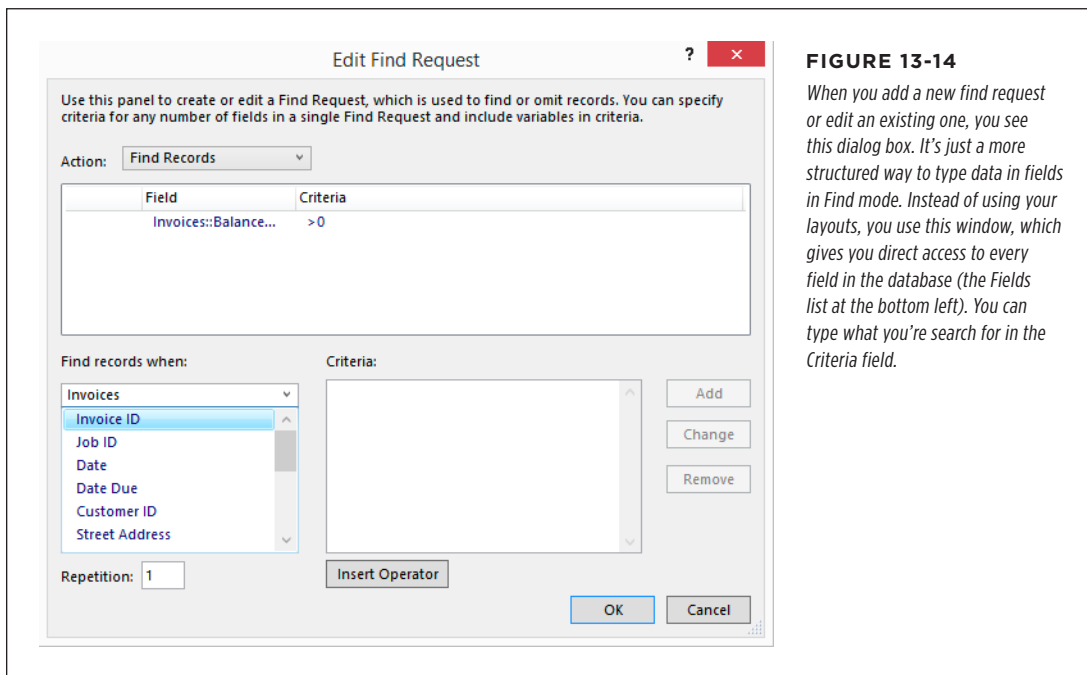 Edit Find Request
?
Use this panel to create or edit a Find Request, which is used to find or omit records. You can specify
criteria for any number of fields in a single Find Request and include variables in criteria.
Action: Find Records
Field Criteria
Invoices::Balance... >0
Find records when: Criteria:
Invoices
Invoice ID
Job ID
Date
Date Due
Customer ID
Street Address
Add
Change
Remove
Repetition: 1
Insert Operator
OK Cancel
FIGURE 13-14
When you add a new find request
or edit an existing one, you see
this dialog box. It’s just a more
structured way to type data in fields
in Find mode. Instead of using your
layouts, you use this window, which
gives you direct access to every
field in the database (the Fields
list at the bottom left). You can
type what you’re search for in the
Criteria field.